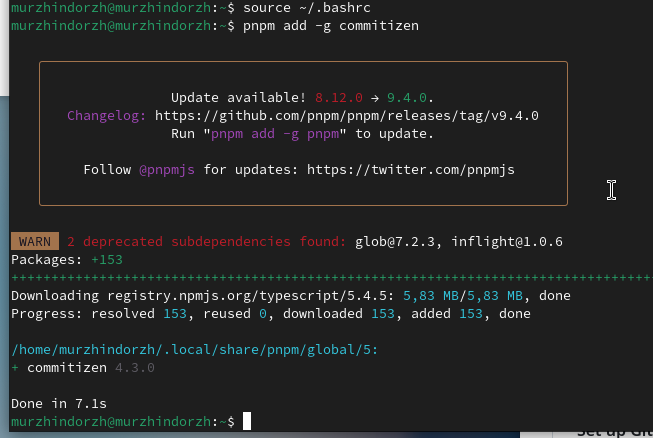 murzhindorzh@murzhindorzh:~$ source ~/.bashrc
murzhindorzh@murzhindorzh:~$ pnpm add -g commitizen
Update available! 8.12.0 → 9.4.0.
Changelog: https://github.com/pnpm/pnpm/releases/tag/v9.4.0
Run "pnpm add -g pnpm" to update.
Follow @pnpmjs for updates: https://twitter.com/pnpmjs
WARN 2 deprecated subdependencies found: glob@7.2.3, inflight@1.0.6
Packages: +153
++++++++++++++++++++++++++++++++++++++++++++++++++++++++++++++++++++++++++++++++
Downloading registry.npmjs.org/typescript/5.4.5: 5,83 MB/5,83 MB, done
Progress: resolved 153, reused 0, downloaded 153, added 153, done
/home/murzhindorzh/.local/share/pnpm/global/5:
+ commitizen 4.3.0
Done in 7.1s
murzhindorzh@murzhindorzh:~$